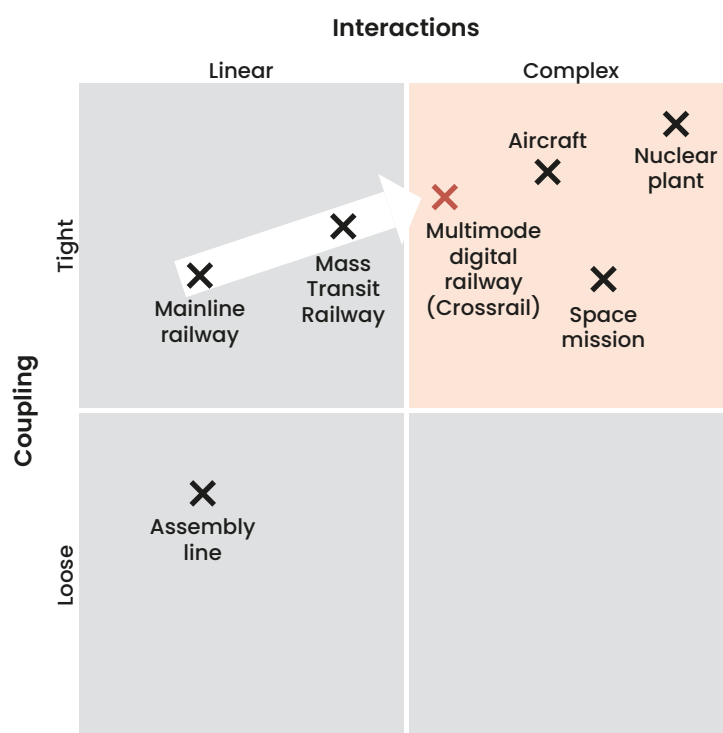 Interactions
Linear
Complex
Coupling
Tight
Loose
Aircraft
Nuclear
plant
Multimode
digital
railway
(Crossrail)
Mass
Transit
Railway
Mainline
railway
Space
mission
Assembly
line